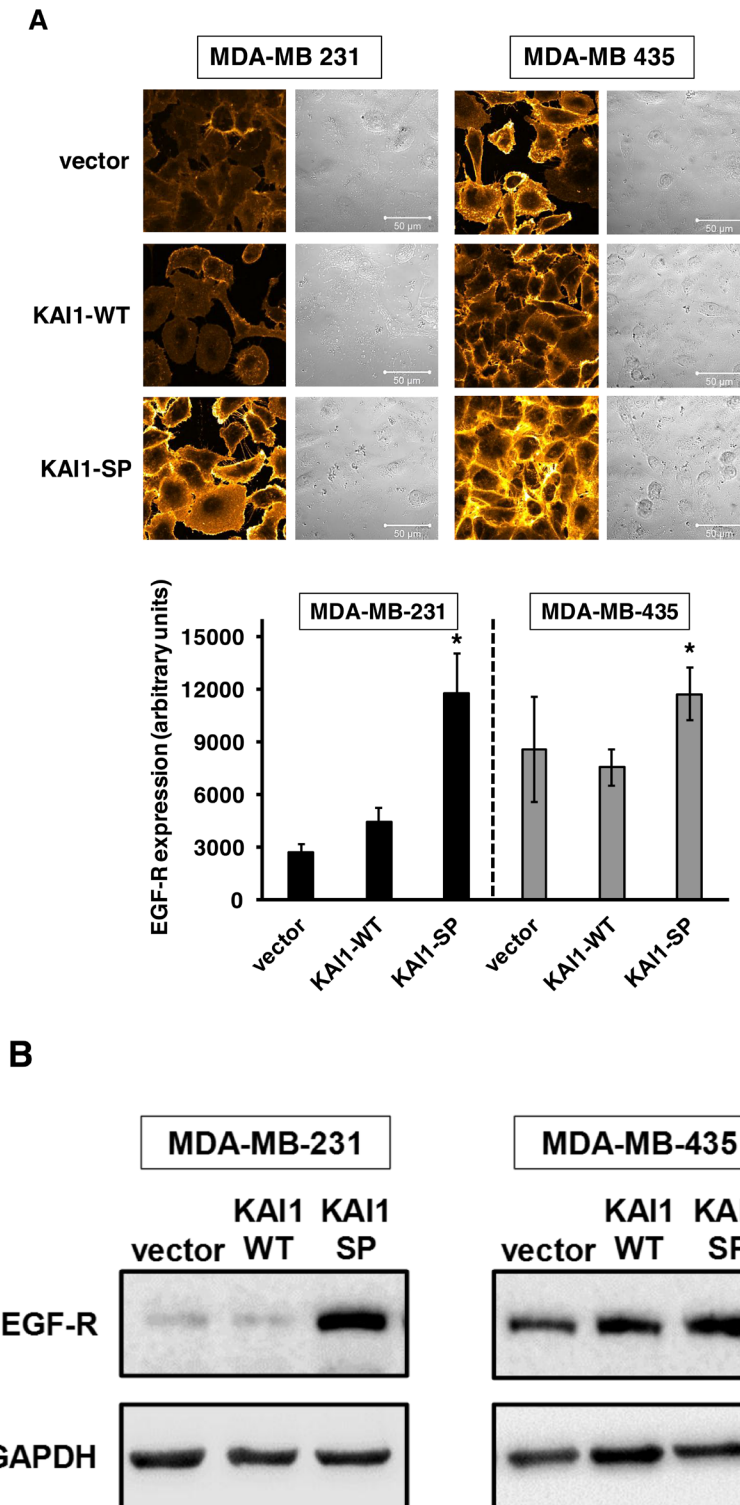 A
MDA-MB 231
MDA-MB 435
vector
50 µm
50 µm
KAI1-WT
50 µm
50 µm
KAI1-SP
50 µm
50 µm
EGF-R expression (arbitrary units)
MDA-MB-231
MDA-MB-435
15000
12000
9000
6000
3000
0
*
*
vector
KAI1-WT
KAI1-SP
vector
KAI1-WT
KAI1-SP
B
MDA-MB-231
MDA-MB-435
KAI1 KAI1
vector WT SP
KAI1
vector WT
EGF-R
GAPDH